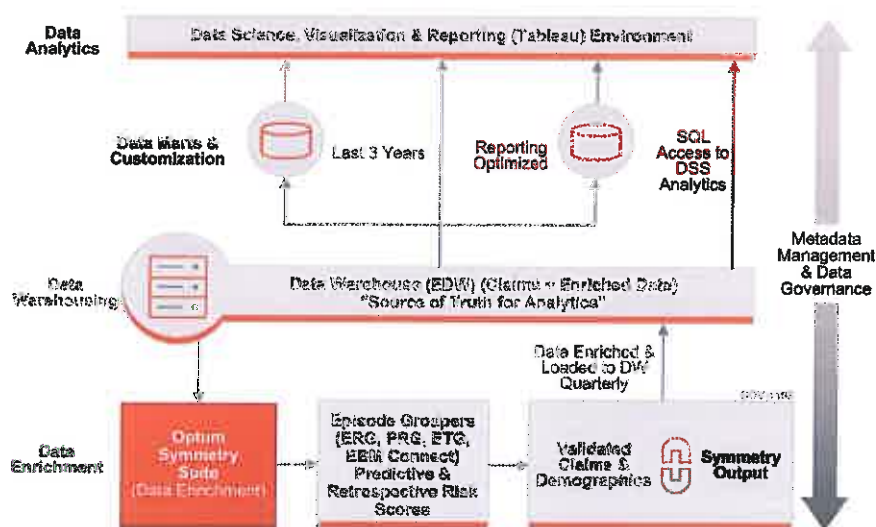 Data
Analytics
Data Science, Visualization & Reporting (Tableau) Environment
Data Marts &
Customization
Last 3 Years
Reporting
Optimized
SQL
Access to
DSS
Analytics
Metadata
Management
& Data
Governance
Data
Warehousing
Data Warehouse (EDW) (Claims + Enriched Data)
"Source of Truth for Analytics"
Data Enriched &
Loaded to DW
Quarterly
Data
Enrichment
Optum
Symmetry
Suite
(Data Enrichment)
Episode Groupers
(ERG, PRG, ETG,
EBM Connect)
Predictive &
Retrospective Risk
Scores
Validated
Claims &
Demographics
Symmetry
Output